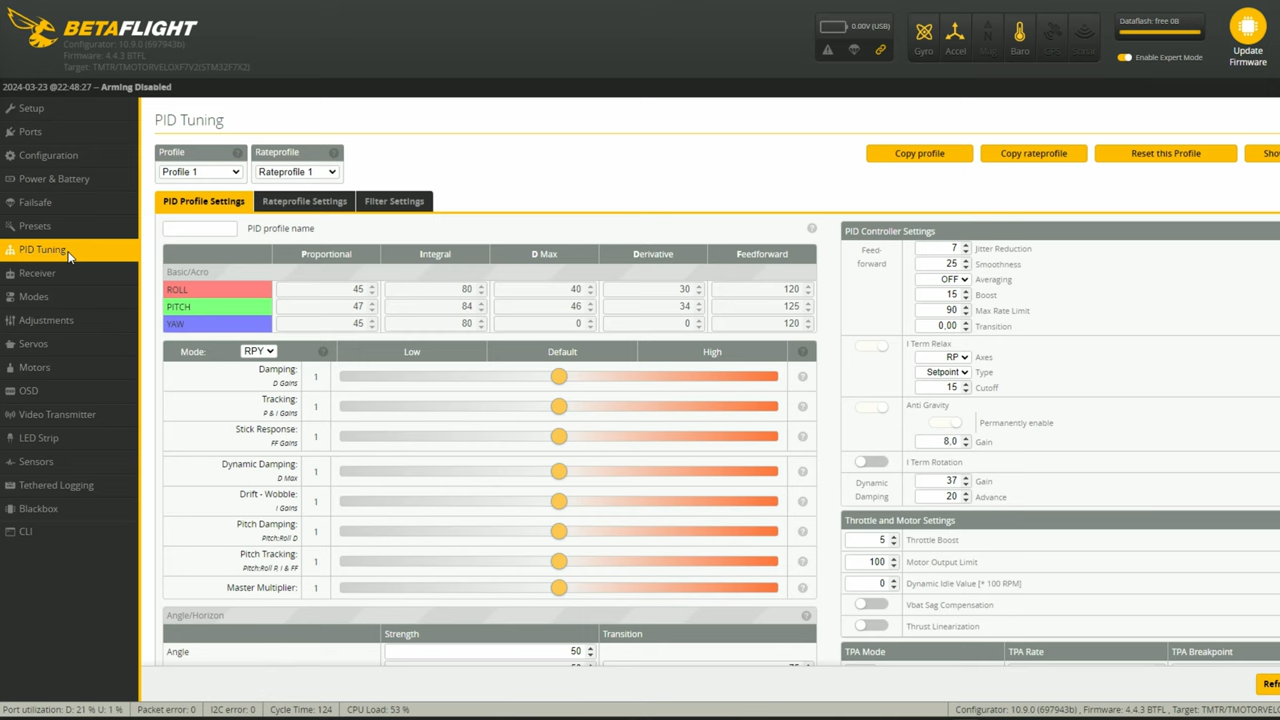 BETAFLIGHT
Configurator: 10.9.0 (697943b)
Firmware: 4.4.3 BTFL
Target: TMTR/TMOTORVELOXF7V2(STM32F7X2)
0.00V (USB)
Gyro
Accel
Mag
Baro
GPS
Sonar
Dataflash: free 0B
Enable Expert Mode
Update
Firmware
2024-03-23 @22:48:27 - Arming Disabled
Setup
Ports
Configuration
Power & Battery
Failsafe
Presets
PID Tuning
Receiver
Modes
Adjustments
Servos
Motors
OSD
Video Transmitter
LED Strip
Sensors
Tethered Logging
Blackbox
CLI
PID Tuning
Profile
Rateprofile
Profile 1
Rateprofile 1
Copy profile
Copy rateprofile
Reset this Profile
Sho
PID Profile Settings
Rateprofile Settings
Filter Settings
PID profile name
Proportional Integral D Max Derivative Feedforward
Basic/Acro
ROLL 45 80 40 30 120
PITCH 47 84 46 34 125
YAW 45 80 0 0 120
Mode: RPY Low Default High
Damping: 1
D Gains
Tracking: 1
P & I Gains
Stick Response: 1
FF Gains
Dynamic Damping: 1
D Max
Drift - Wobble: 1
I Gains
Pitch Damping: 1
Pitch:Roll D
Pitch Tracking: 1
Pitch:Roll P, I & FF
Master Multiplier: 1
Angle/Horizon
Strength Transition
Angle 50
PID Controller Settings
Feed-
forward
7 Jitter Reduction
25 Smoothness
OFF Averaging
15 Boost
90 Max Rate Limit
0.00 Transition
I Term Relax
RP Axes
Setpoint Type
15 Cutoff
Anti Gravity
Permanently enable
8,0 Gain
I Term Rotation
Dynamic
Damping
37 Gain
20 Advance
Throttle and Motor Settings
5 Throttle Boost
100 Motor Output Limit
0 Dynamic Idle Value [* 100 RPM]
Vbat Sag Compensation
Thrust Linearization
TPA Mode TPA Rate TPA Breakpoint
Refr
Port utilization: D: 21 % U: 1 % Packet error: 0 I2C error: 0 Cycle Time: 124 CPU Load: 53 %
Configurator: 10.9.0 (697943b) , Firmware: 4.4.3 BTFL , Target: TMTR/TMOTORVELO